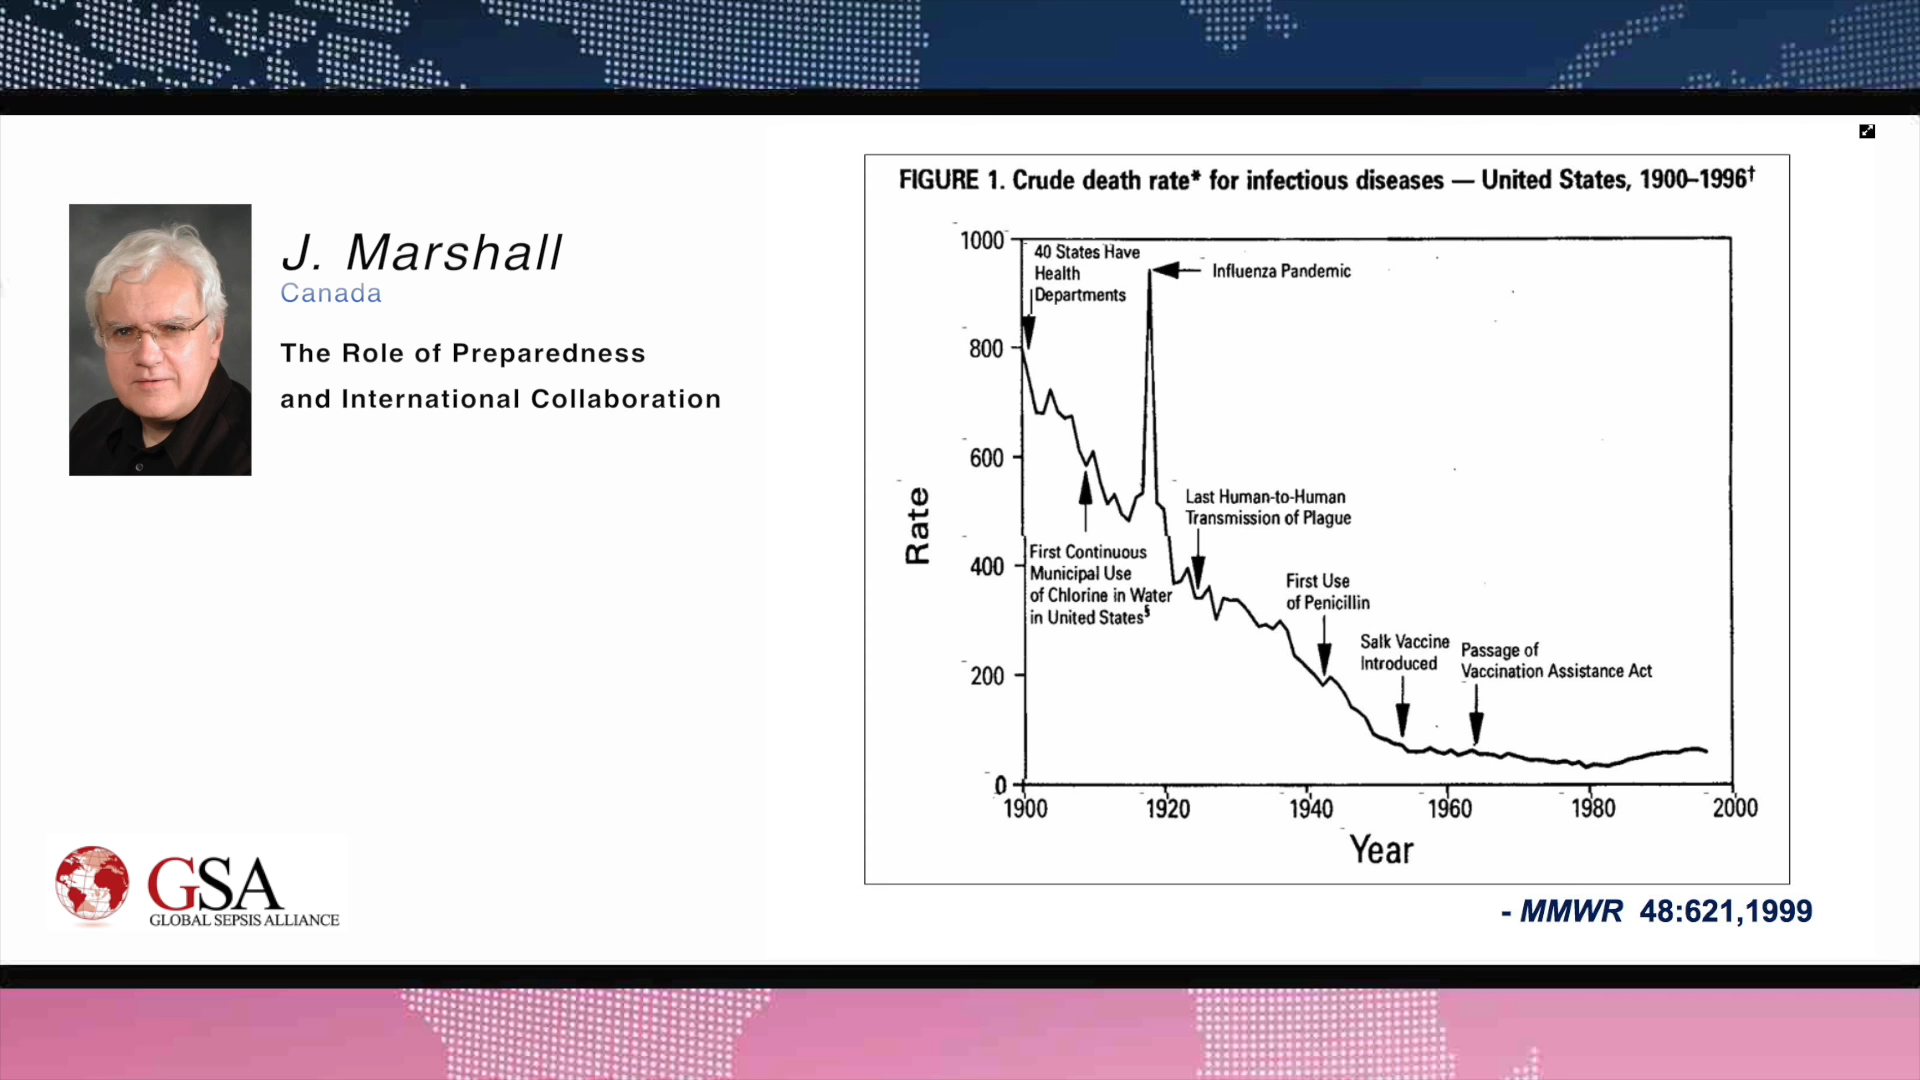 J. Marshall
Canada
The Role of Preparedness
and International Collaboration
GSA
GLOBAL SEPSIS ALLIANCE
FIGURE 1. Crude death rate* for infectious diseases — United States, 1900–1996†
1000
800
600
400
200
0
Rate
40 States Have
Health
Departments
Influenza Pandemic
First Continuous
Municipal Use
of Chlorine in Water
in United States§
Last Human-to-Human
Transmission of Plague
First Use
of Penicillin
Salk Vaccine
Introduced
Passage of
Vaccination Assistance Act
1900 1920 1940 1960 1980 2000
Year
- MMWR 48:621,1999